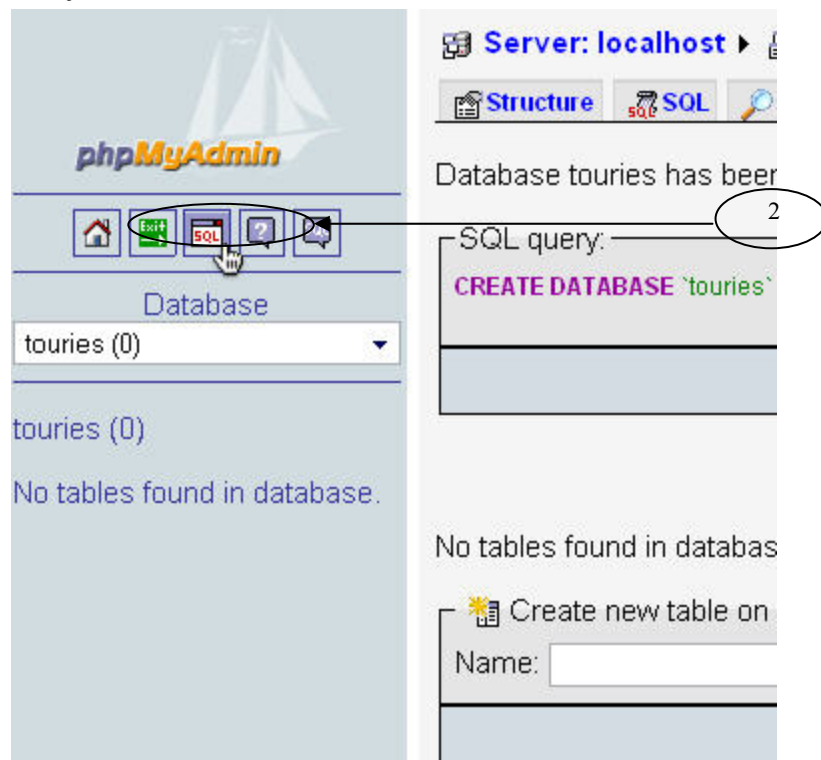 phpMyAdmin
Exit
SQL
?
Database
touries (0)
touries (0)
No tables found in database.
Server: localhost
Structure SQL
Database touries has been
2
SQL query:
CREATE DATABASE `touries`
No tables found in databas
Create new table on
Name: